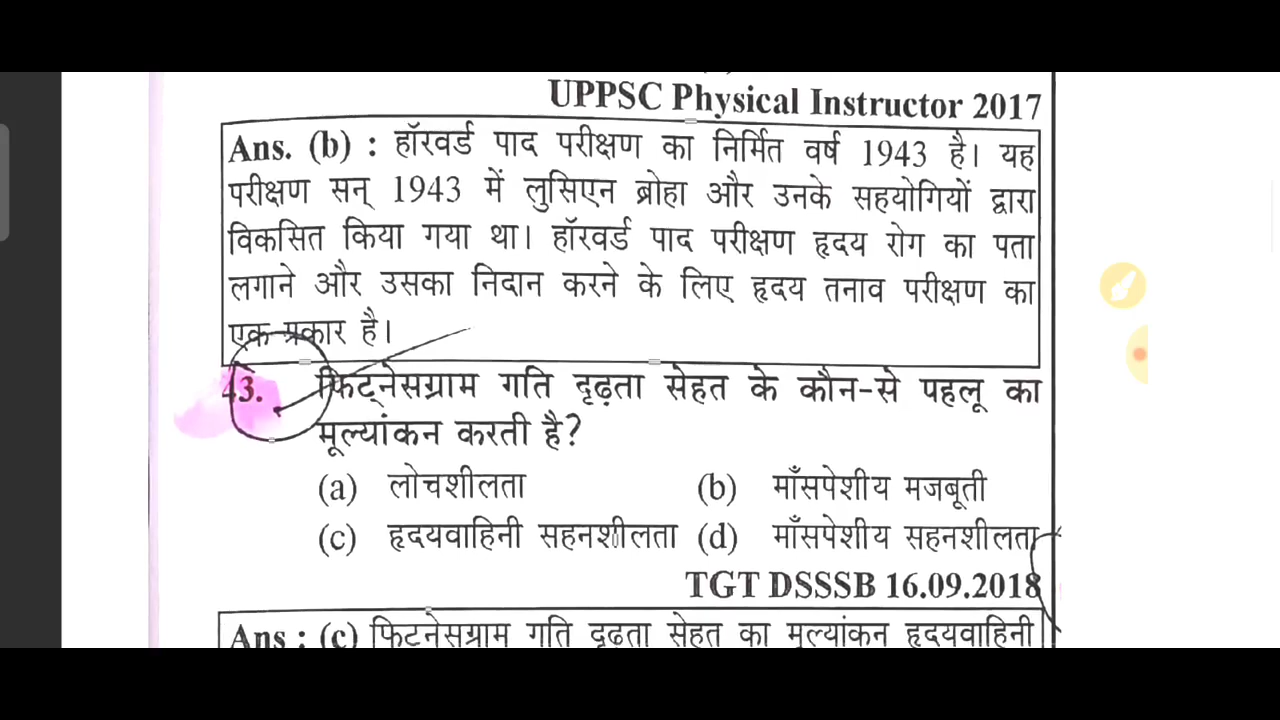 UPPSC Physical Instructor 2017
Ans. (b) : हॉरवर्ड पाद परीक्षण का निर्मित वर्ष 1943 है। यह
परीक्षण सन् 1943 में लुसिएन ब्रोहा और उनके सहयोगियों द्वारा
विकसित किया गया था। हॉरवर्ड पाद परीक्षण हृदय रोग का पता
लगाने और उसका निदान करने के लिए हृदय तनाव परीक्षण का
एक प्रकार है।
43. फिट्नेसग्राम गति दृढ़ता सेहत के कौन-से पहलू का
मूल्यांकन करती है?
(a) लोचशीलता (b) माँसपेशीय मजबूती
(c) हृदयवाहिनी सहनशीलता (d) माँसपेशीय सहनशीलता
TGT DSSSB 16.09.2018
Ans : (c) फिटनेसग्राम गति दृढ़ता सेहत का मूल्यांकन हृदयवाहिनी